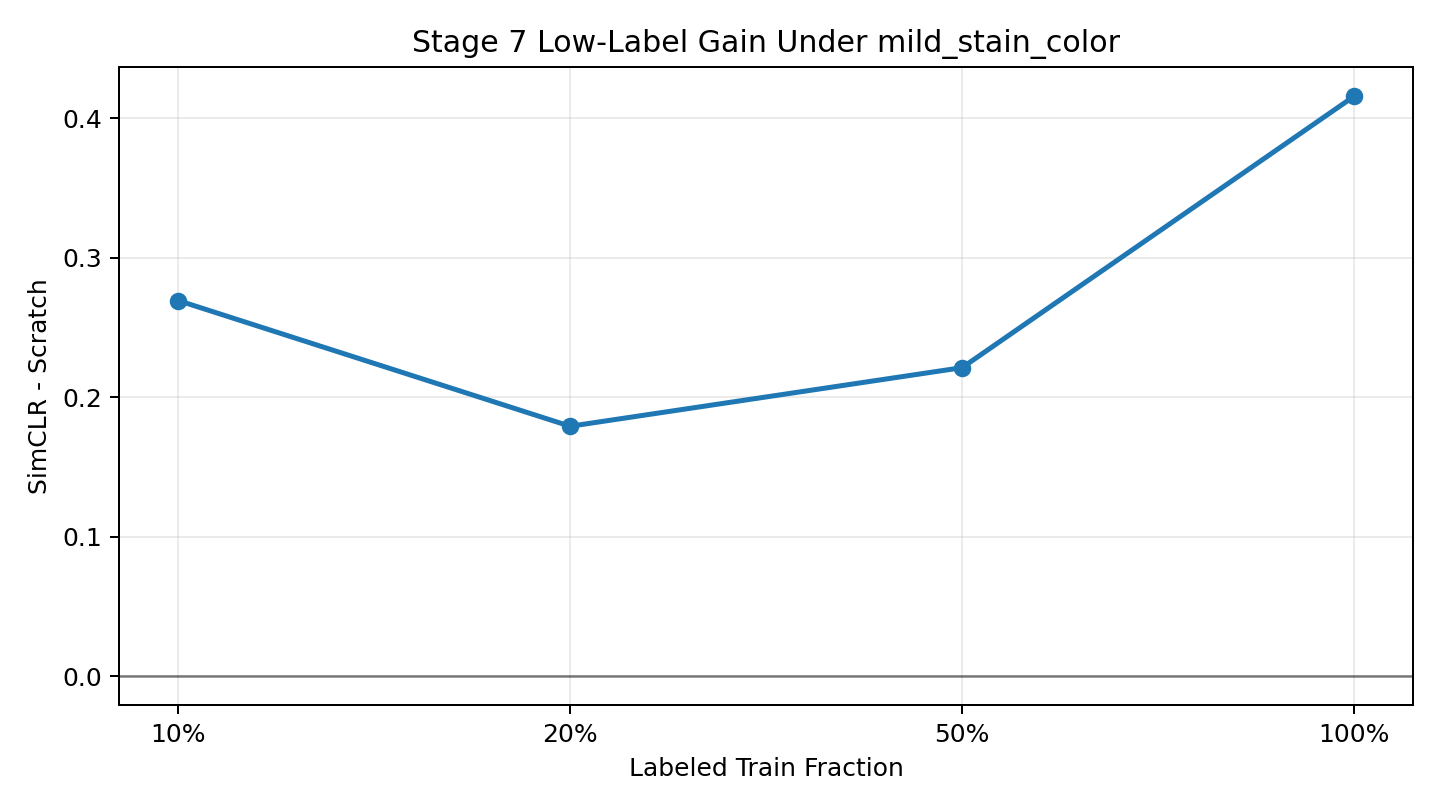 Stage 7 Low-Label Gain Under mild_stain_color
SimCLR - Scratch
0.4
0.3
0.2
0.1
0.0
10% 20% 50% 100%
Labeled Train Fraction